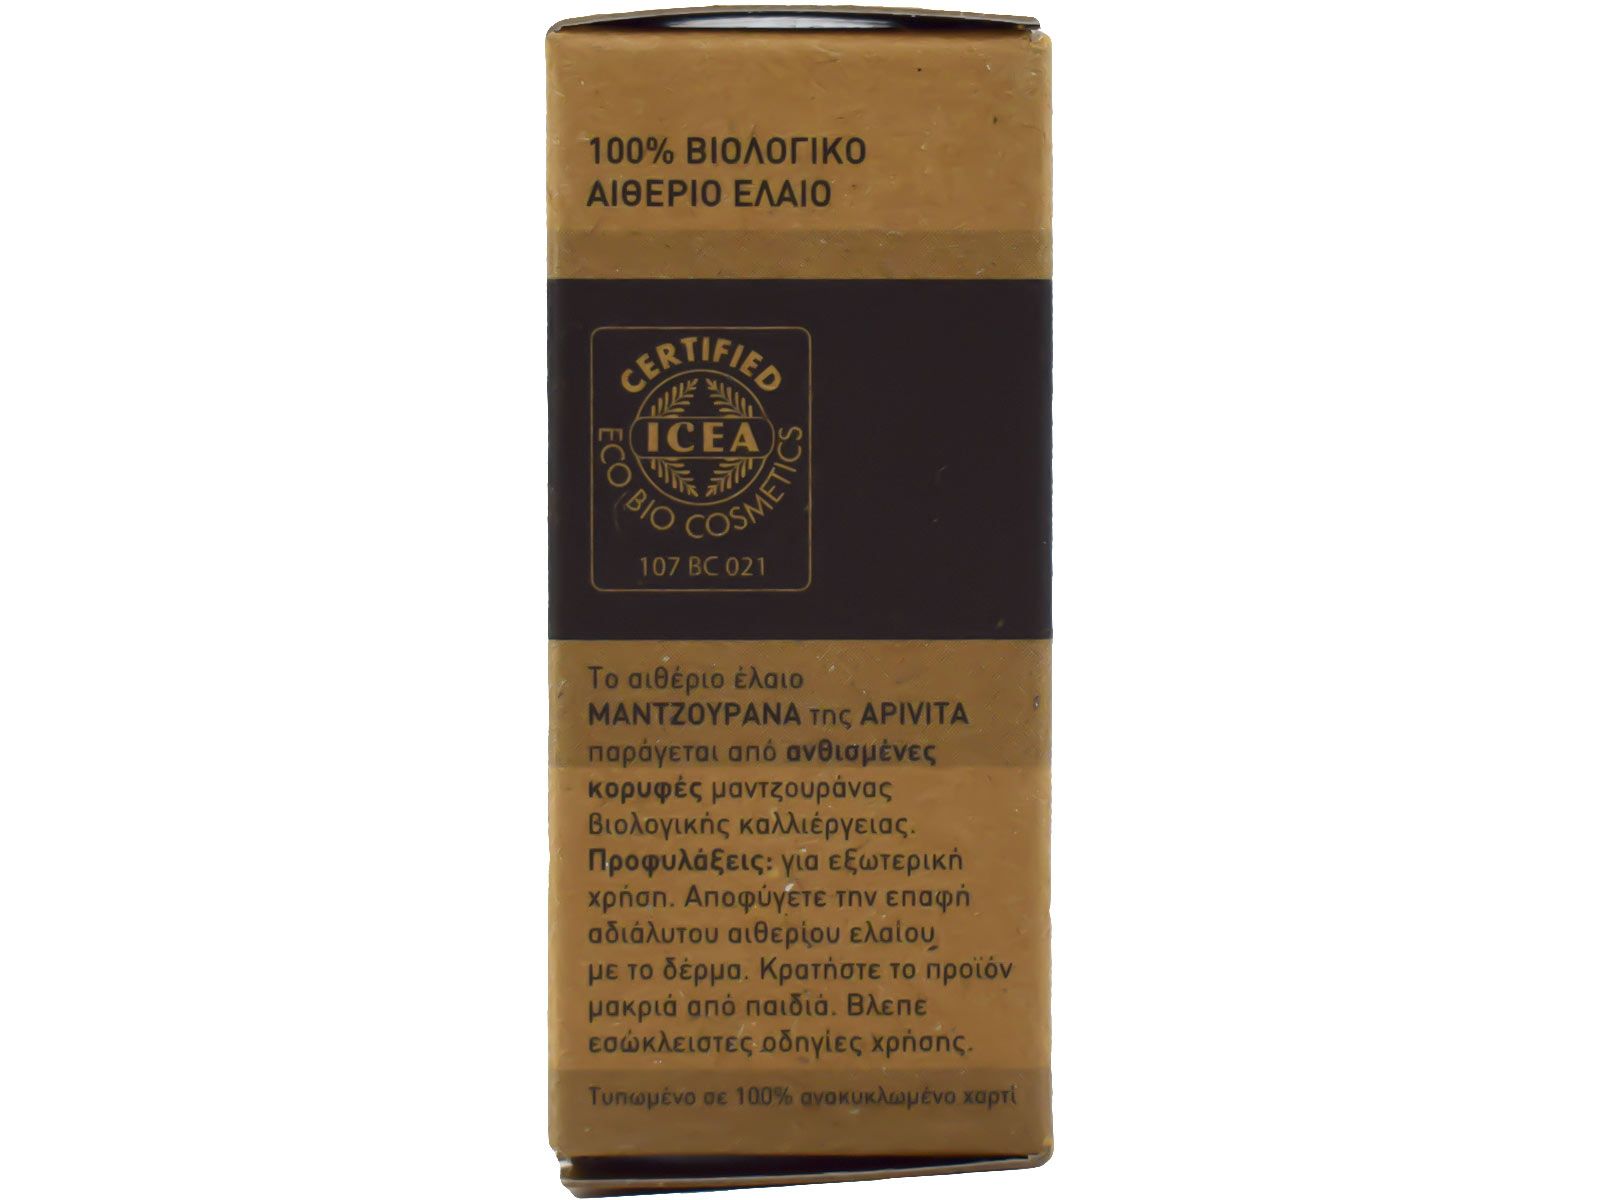 100% ΒΙΟΛΟΓΙΚΟ
ΑΙΘΕΡΙΟ ΕΛΑΙΟ
CERTIFIED
ICEA
ECO BIO COSMETICS
107 BC 021
Το αιθέριο έλαιο
ΜΑΝΤΖΟΥΡΑΝΑ της APIVITA
παράγεται από ανθισμένες
κορυφές μαντζουράνας
βιολογικής καλλιέργειας.
Προφυλάξεις: για εξωτερική
χρήση. Αποφύγετε την επαφή
αδιάλυτου αιθερίου ελαίου
με το δέρμα. Κρατήστε το προϊόν
μακριά από παιδιά. Βλεπε
εσώκλειστες οδηγίες χρήσης.
Τυπωμένο σε 100% ανακυκλωμένο χαρτί